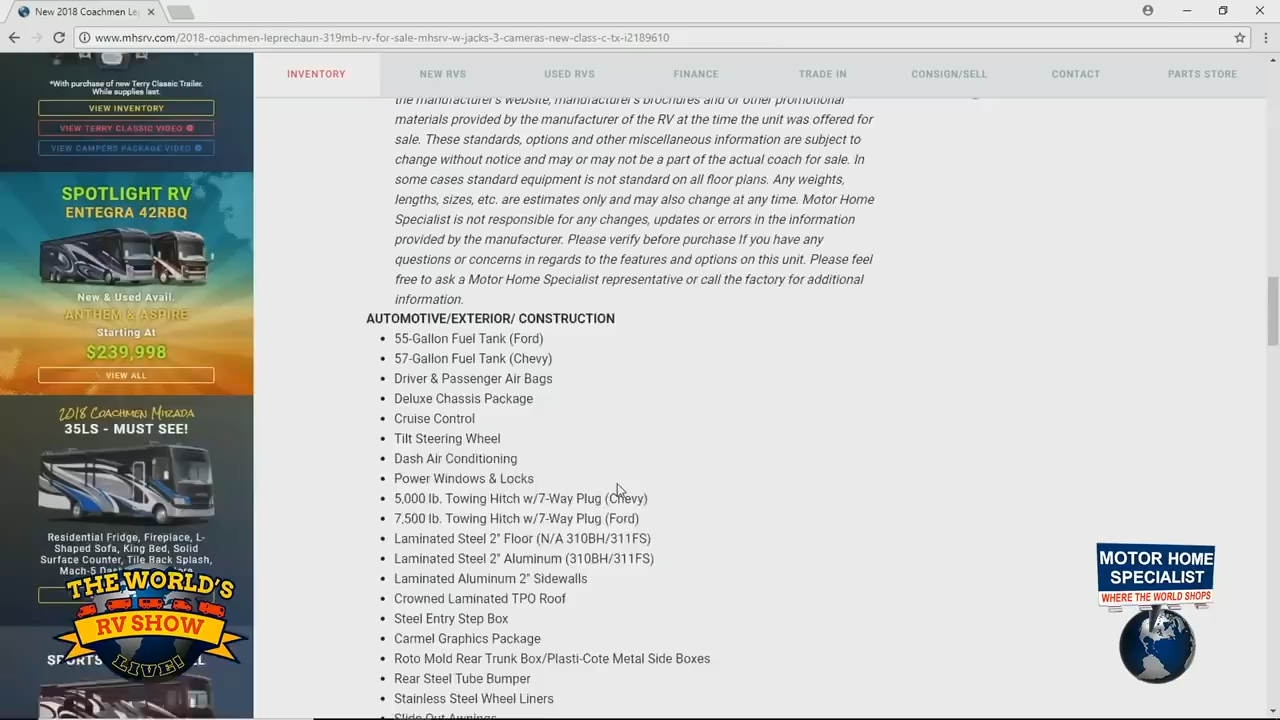 New 2018 Coachmen Lep
www.mhsrv.com/2018-coachmen-leprechaun-319mb-rv-for-sale-mhsrv-w-jacks-3-cameras-new-class-c-tx-i2189610
INVENTORY
NEW RVS
USED RVS
FINANCE
TRADE IN
CONSIGN/SELL
CONTACT
PARTS STORE
*With purchase of new Terry Classic Trailer.
While supplies last.
VIEW INVENTORY
VIEW TERRY CLASSIC VIDEO
VIEW CAMPERS PACKAGE VIDEO
SPOTLIGHT RV
ENTEGRA 42RBQ
New & Used Avail.
ANTHEM & ASPIRE
Starting At
$239,998
VIEW ALL
2018 COACHMEN MIRADA
35LS - MUST SEE!
Residential Fridge, Fireplace, L-
Shaped Sofa, King Bed, Solid
Surface Counter, Tile Back Splash,
THE WORLD'S
RV SHOW
LIVE!
the manufacturer's website, manufacturer's brochures and or other promotional
materials provided by the manufacturer of the RV at the time the unit was offered for
sale. These standards, options and other miscellaneous information are subject to
change without notice and may or may not be a part of the actual coach for sale. In
some cases standard equipment is not standard on all floor plans. Any weights,
lengths, sizes, etc. are estimates only and may also change at any time. Motor Home
Specialist is not responsible for any changes, updates or errors in the information
provided by the manufacturer. Please verify before purchase If you have any
questions or concerns in regards to the features and options on this unit. Please feel
free to ask a Motor Home Specialist representative or call the factory for additional
information.
AUTOMOTIVE/EXTERIOR/ CONSTRUCTION
• 55-Gallon Fuel Tank (Ford)
• 57-Gallon Fuel Tank (Chevy)
• Driver & Passenger Air Bags
• Deluxe Chassis Package
• Cruise Control
• Tilt Steering Wheel
• Dash Air Conditioning
• Power Windows & Locks
• 5,000 lb. Towing Hitch w/7-Way Plug (Chevy)
• 7,500 lb. Towing Hitch w/7-Way Plug (Ford)
• Laminated Steel 2" Floor (N/A 310BH/311FS)
• Laminated Steel 2" Aluminum (310BH/311FS)
• Laminated Aluminum 2" Sidewalls
• Crowned Laminated TPO Roof
• Steel Entry Step Box
• Carmel Graphics Package
• Roto Mold Rear Trunk Box/Plasti-Cote Metal Side Boxes
• Rear Steel Tube Bumper
• Stainless Steel Wheel Liners
• Slide Out Awnings
MOTOR HOME
SPECIALIST
WHERE THE WORLD SHOPS